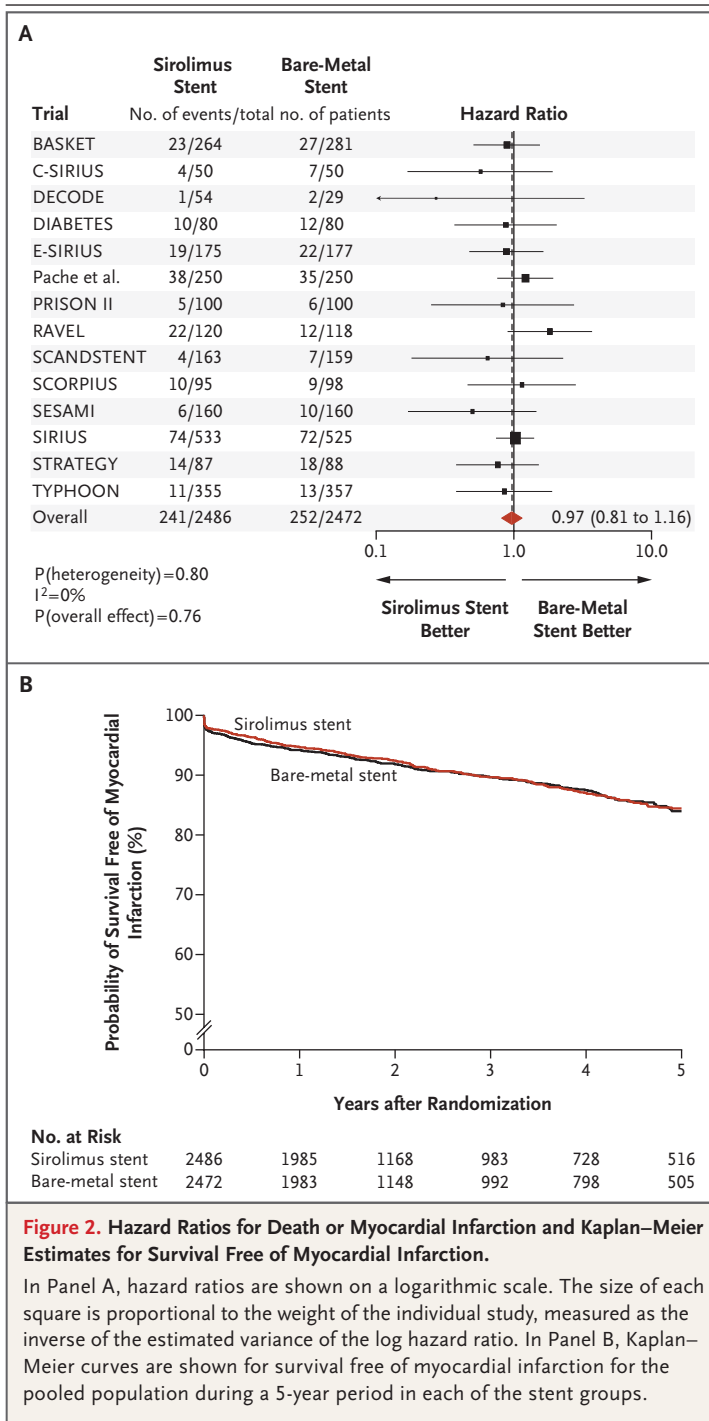 A
Sirolimus Stent Bare-Metal Stent
Trial No. of events/total no. of patients Hazard Ratio
BASKET 23/264 27/281
C-SIRIUS 4/50 7/50
DECODE 1/54 2/29
DIABETES 10/80 12/80
E-SIRIUS 19/175 22/177
Pache et al. 38/250 35/250
PRISON II 5/100 6/100
RAVEL 22/120 12/118
SCANDSTENT 4/163 7/159
SCORPIUS 10/95 9/98
SESAMI 6/160 10/160
SIRIUS 74/533 72/525
STRATEGY 14/87 18/88
TYPHOON 11/355 13/357
Overall 241/2486 252/2472 0.97 (0.81 to 1.16)
0.1 1.0 10.0
P(heterogeneity)=0.80
I²=0%
P(overall effect)=0.76
Sirolimus Stent Better
Bare-Metal Stent Better
B
Probability of Survival Free of Myocardial Infarction (%)
100
90
80
70
60
50
0
Sirolimus stent
Bare-metal stent
0 1 2 3 4 5
Years after Randomization
No. at Risk
Sirolimus stent 2486 1985 1168 983 728 516
Bare-metal stent 2472 1983 1148 992 798 505
Figure 2. Hazard Ratios for Death or Myocardial Infarction and Kaplan–Meier
Estimates for Survival Free of Myocardial Infarction.
In Panel A, hazard ratios are shown on a logarithmic scale. The size of each
square is proportional to the weight of the individual study, measured as the
inverse of the estimated variance of the log hazard ratio. In Panel B, Kaplan–
Meier curves are shown for survival free of myocardial infarction for the
pooled population during a 5-year period in each of the stent groups.